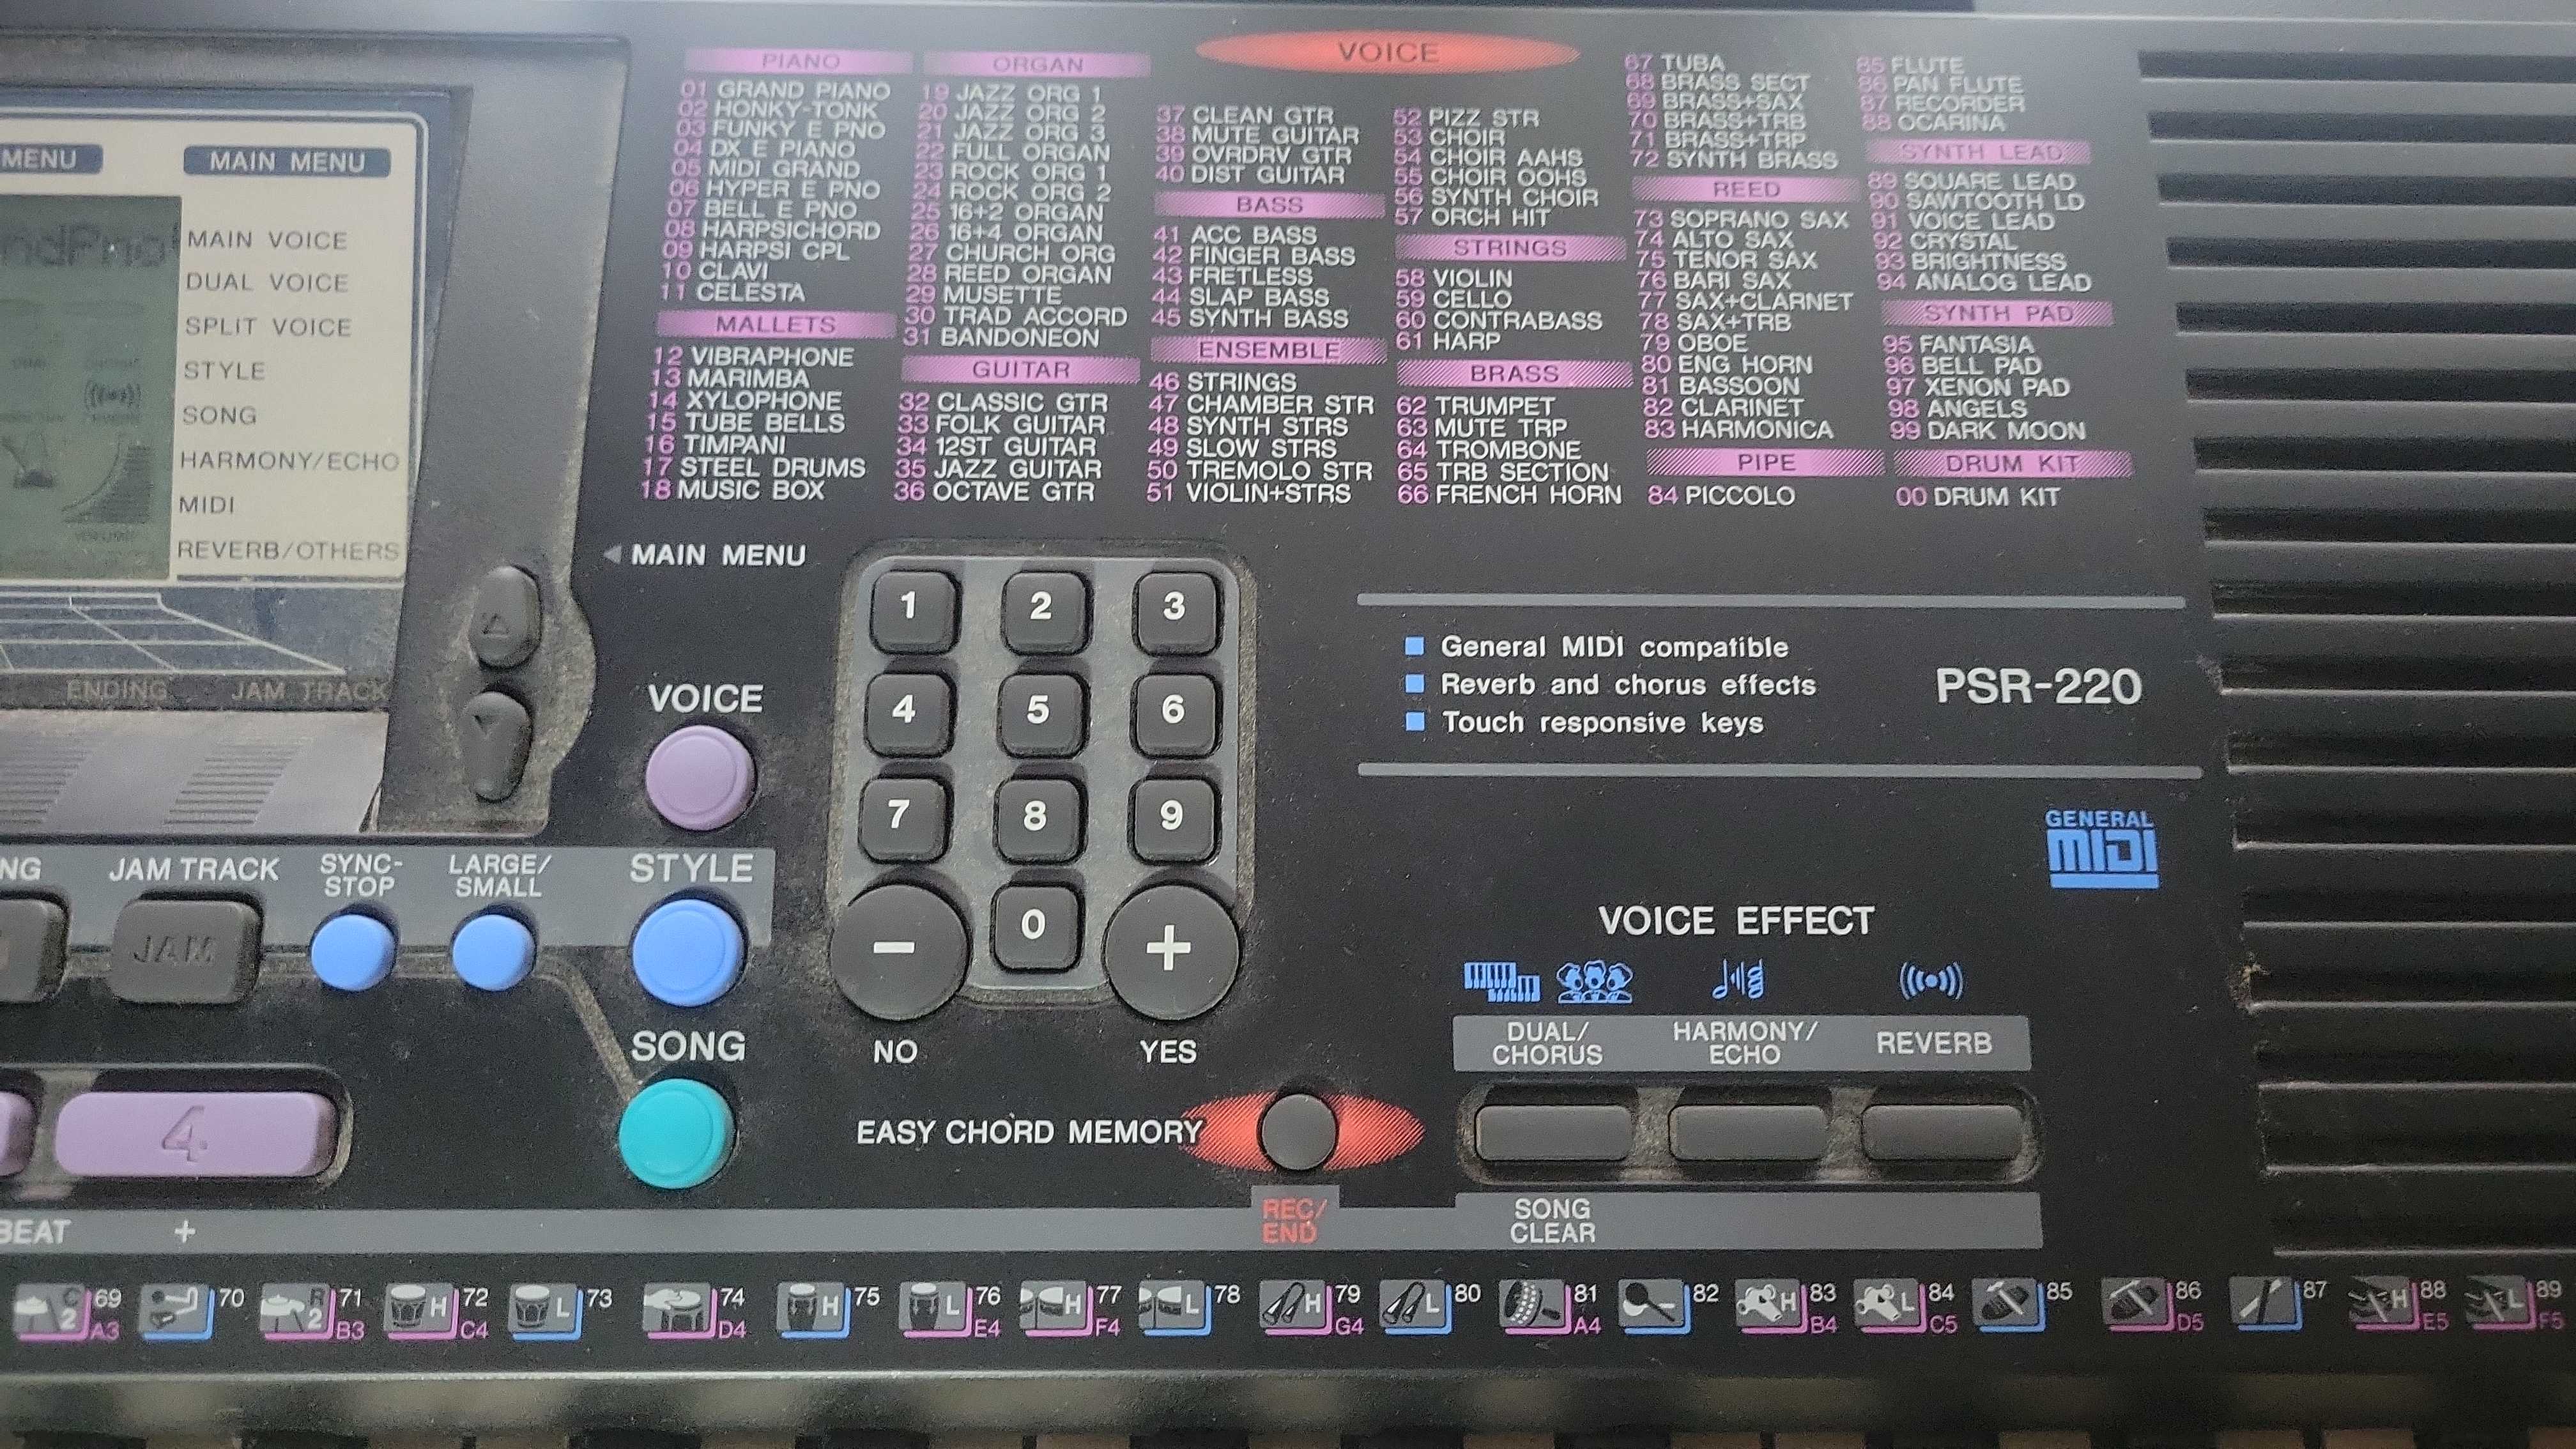 MENU
MAIN MENU
ndPno
MAIN VOICE
DUAL VOICE
SPLIT VOICE
STYLE
SONG
HARMONY/ECHO
MIDI
REVERB/OTHERS
ENDING
JAM TRACK
VOICE
PIANO
01 GRAND PIANO
02 HONKY-TONK
03 FUNKY E PNO
04 DX E PIANO
05 MIDI GRAND
06 HYPER E PNO
07 BELL E PNO
08 HARPSICHORD
09 HARPSI CPL
10 CLAVI
11 CELESTA
MALLETS
12 VIBRAPHONE
13 MARIMBA
14 XYLOPHONE
15 TUBE BELLS
16 TIMPANI
17 STEEL DRUMS
18 MUSIC BOX
ORGAN
19 JAZZ ORG 1
20 JAZZ ORG 2
21 JAZZ ORG 3
22 FULL ORGAN
23 ROCK ORG 1
24 ROCK ORG 2
25 16+2 ORGAN
26 16+4 ORGAN
27 CHURCH ORG
28 REED ORGAN
29 MUSETTE
30 TRAD ACCORD
31 BANDONEON
GUITAR
32 CLASSIC GTR
33 FOLK GUITAR
34 12ST GUITAR
35 JAZZ GUITAR
36 OCTAVE GTR
37 CLEAN GTR
38 MUTE GUITAR
39 OVRDRV GTR
40 DIST GUITAR
BASS
41 ACC BASS
42 FINGER BASS
43 FRETLESS
44 SLAP BASS
45 SYNTH BASS
ENSEMBLE
46 STRINGS
47 CHAMBER STR
48 SYNTH STRS
49 SLOW STRS
50 TREMOLO STR
51 VIOLIN+STRS
52 PIZZ STR
53 CHOIR
54 CHOIR AAHS
55 CHOIR OOHS
56 SYNTH CHOIR
57 ORCH HIT
STRINGS
58 VIOLIN
59 CELLO
60 CONTRABASS
61 HARP
BRASS
62 TRUMPET
63 MUTE TRP
64 TROMBONE
65 TRB SECTION
66 FRENCH HORN
67 TUBA
68 BRASS SECT
69 BRASS+SAX
70 BRASS+TRB
71 BRASS+TRP
72 SYNTH BRASS
REED
73 SOPRANO SAX
74 ALTO SAX
75 TENOR SAX
76 BARI SAX
77 SAX+CLARNET
78 SAX+TRB
79 OBOE
80 ENG HORN
81 BASSOON
82 CLARINET
83 HARMONICA
PIPE
84 PICCOLO
85 FLUTE
86 PAN FLUTE
87 RECORDER
88 OCARINA
SYNTH LEAD
89 SQUARE LEAD
90 SAWTOOTH LD
91 VOICE LEAD
92 CRYSTAL
93 BRIGHTNESS
94 ANALOG LEAD
SYNTH PAD
95 FANTASIA
96 BELL PAD
97 XENON PAD
98 ANGELS
99 DARK MOON
DRUM KIT
00 DRUM KIT
MAIN MENU
1 2 3
4 5 6
7 8 9
− 0 +
NO YES
VOICE
STYLE
SONG
NG
JAM TRACK
JAM
SYNC-
STOP
LARGE/
SMALL
4
BEAT +
General MIDI compatible
Reverb and chorus effects
Touch responsive keys
PSR-220
GENERAL
MIDI
VOICE EFFECT
DUAL/
CHORUS
HARMONY/
ECHO
REVERB
EASY CHORD MEMORY
REC/
END
SONG
CLEAR
C 2 69 A3
70
R 2 71 B3
H 72 C4
L 73
74 D4
H 75
L 76 E4
H 77 F4
L 78
H 79 G4
L 80
81 A4
82
H 83 B4
L 84 C5
85
86 D5
87
H 88 E5
L 89 F5